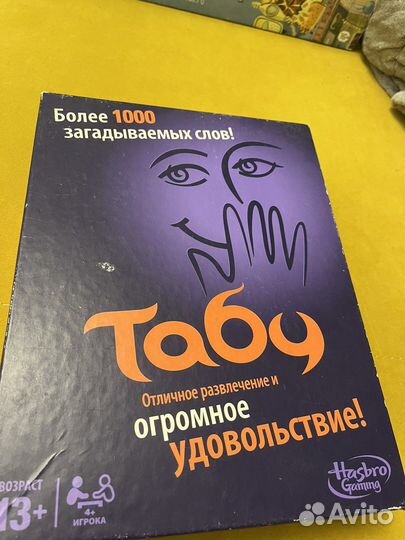 Более 1000
загадываемых слов!
Табу
Отличное развлечение и
огромное
удовольствие!
ВОЗРАСТ
13+
4+
ИГРОКА
Hasbro
Gaming
Avito